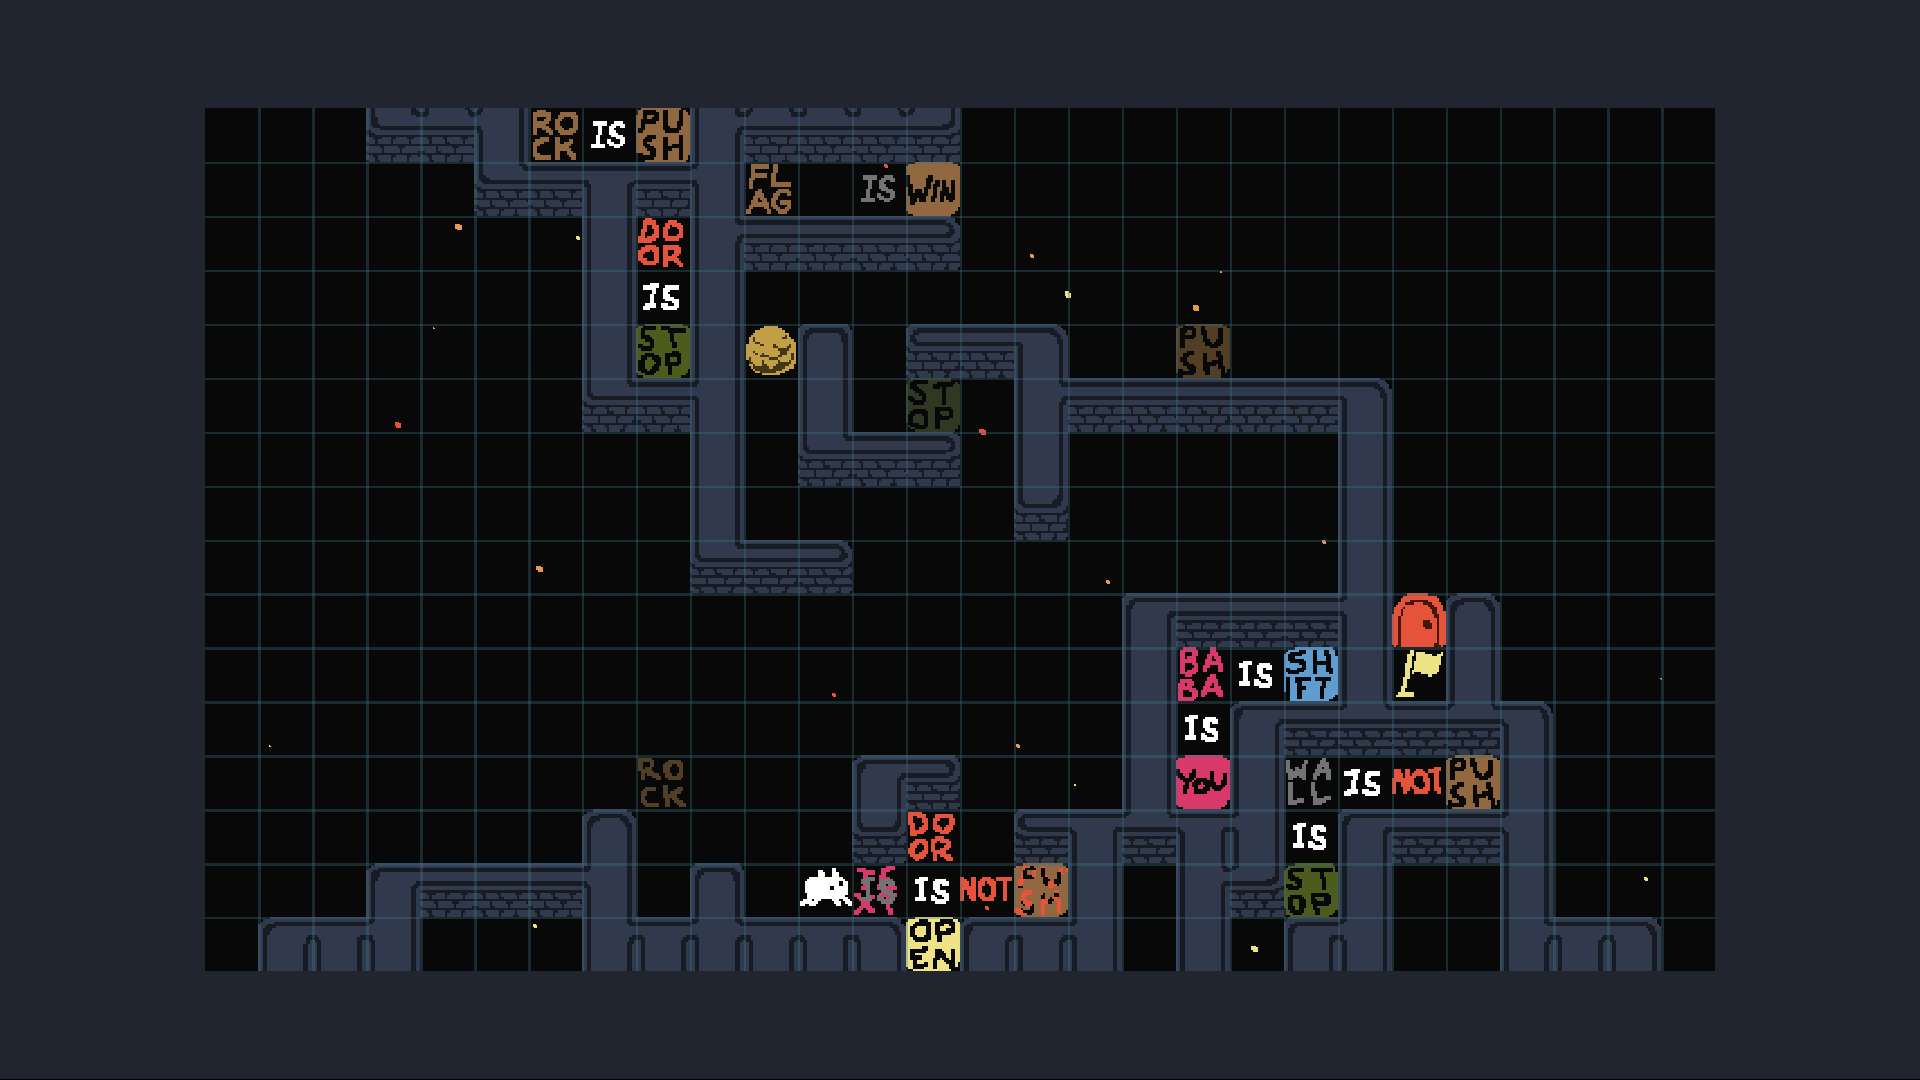 ROCK IS PUSH
FLAG IS WIN
DOOR
IS
STOP
PUSH
STOP
BABA IS SHFT
IS
ROCK
YOU
WALL IS NOT PUSH
DOOR
IS
IS NOT
STOP
OPEN